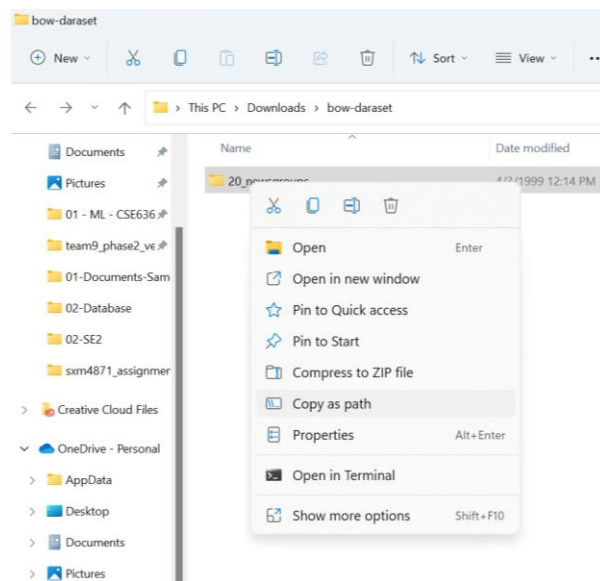 bow-daraset
New
Sort
View
This PC > Downloads > bow-daraset
Name
Date modified
Documents
Pictures
01 - ML - CSE636
team9_phase2_ve
01-Documents-Sam
02-Database
02-SE2
sxm4871_assignmer
Creative Cloud Files
OneDrive - Personal
AppData
Desktop
Documents
Pictures
20_newsgroups
4/2/1999 12:14 PM
Open Enter
Open in new window
Pin to Quick access
Pin to Start
Compress to ZIP file
Copy as path
Properties Alt+Enter
Open in Terminal
Show more options Shift+F10